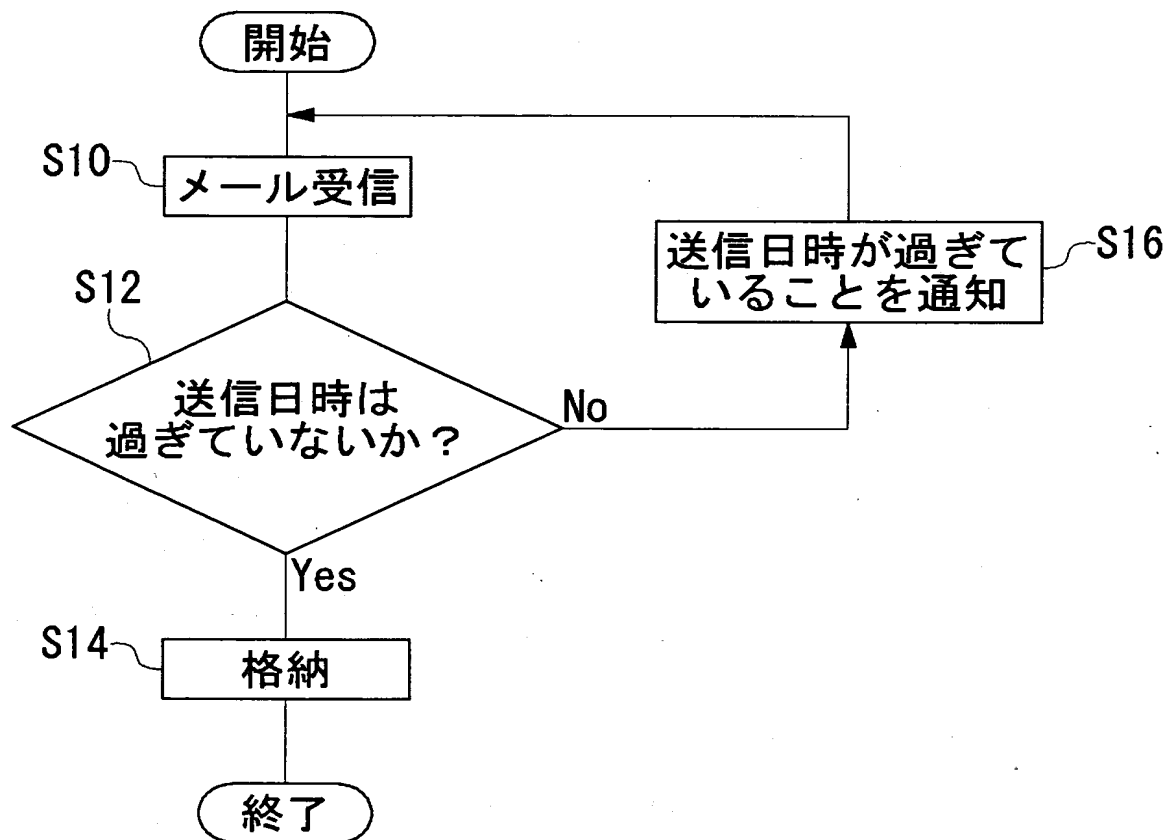 開始
S10
メール受信
送信日時が過ぎて
いることを通知
S16
S12
送信日時は
過ぎていないか？
No
Yes
S14
格納
終了